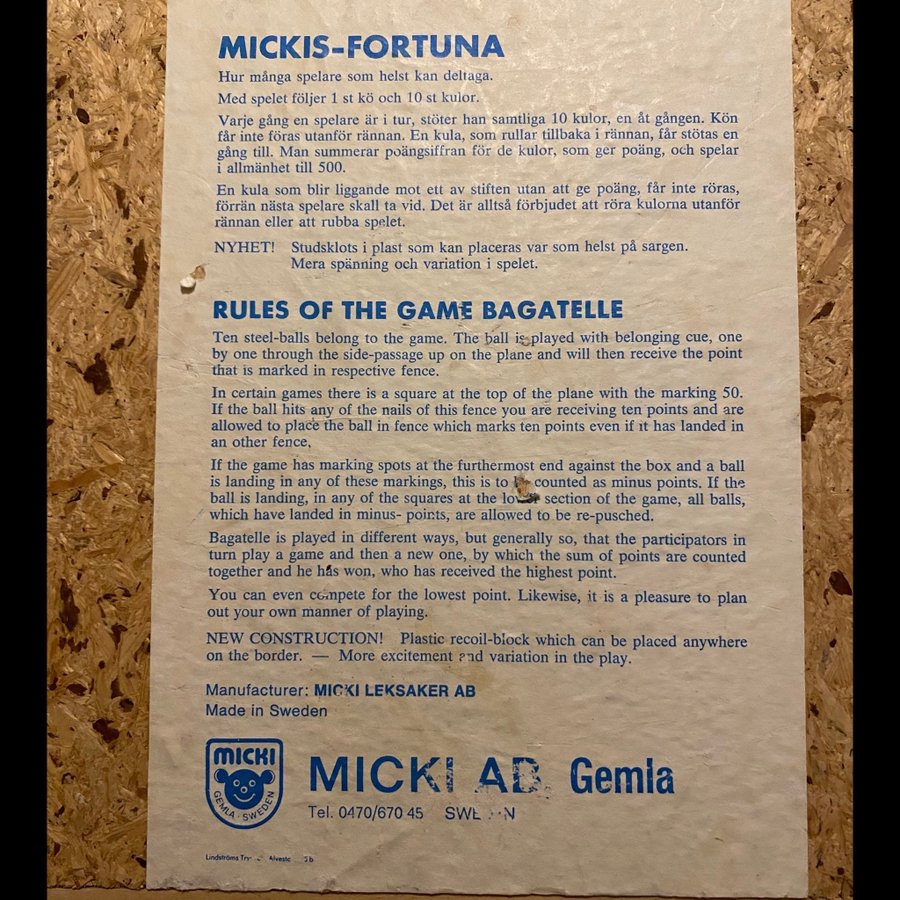 MICKIS-FORTUNA
Hur många spelare som helst kan deltaga.
Med spelet följer 1 st kö och 10 st kulor.
Varje gång en spelare är i tur, stöter han samtliga 10 kulor, en åt gången. Kön
får inte föras utanför rännan. En kula, som rullar tillbaka i rännan, får stötas en
gång till. Man summerar poängsiffran för de kulor, som ger poäng, och spelar
i allmänhet till 500.
En kula som blir liggande mot ett av stiften utan att ge poäng, får inte röras,
förrän nästa spelare skall ta vid. Det är alltså förbjudet att röra kulorna utanför
rännan eller att rubba spelet.
NYHET! Studsklots i plast som kan placeras var som helst på sargen.
Mera spänning och variation i spelet.
RULES OF THE GAME BAGATELLE
Ten steel-balls belong to the game. The ball is played with belonging cue, one
by one through the side-passage up on the plane and will then receive the point
that is marked in respective fence.
In certain games there is a square at the top of the plane with the marking 50.
If the ball hits any of the nails of this fence you are receiving ten points and are
allowed to place the ball in fence which marks ten points even if it has landed in
an other fence,
If the game has marking spots at the furthermost end against the box and a ball
is landing in any of these markings, this is to counted as minus points. If the
ball is landing, in any of the squares at the lower section of the game, all balls,
which have landed in minus- points, are allowed to be re-pusched.
Bagatelle is played in different ways, but generally so, that the participators in
turn play a game and then a new one, by which the sum of points are counted
together and he has won, who has received the highest point.
You can even compete for the lowest point. Likewise, it is a pleasure to plan
out your own manner of playing.
NEW CONSTRUCTION! Plastic recoil-block which can be placed anywhere
on the border. — More excitement and variation in the play.
Manufacturer: MICKI LEKSAKER AB
Made in Sweden
MICKI
GEMLA · SWEDEN
MICKI AB Gemla
Tel. 0470/670 45 SWEDEN
Lindströms Alvesta